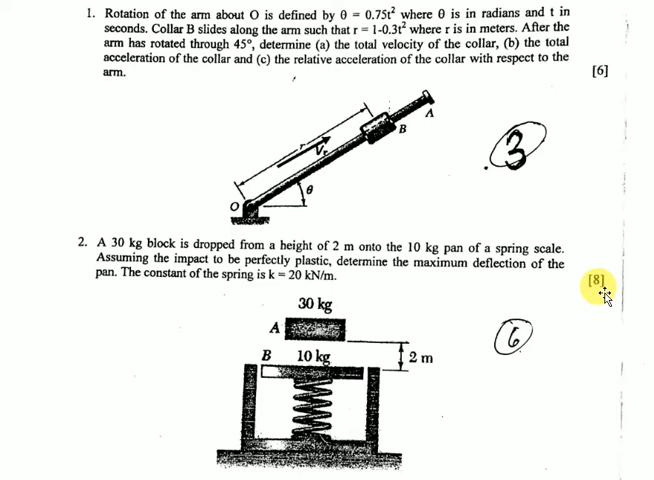 1. Rotation of the arm about O is defined by θ = 0.75t² where θ is in radians and t in
seconds. Collar B slides along the arm such that r = 1-0.3t² where r is in meters. After the
arm has rotated through 45°, determine (a) the total velocity of the collar, (b) the total
acceleration of the collar and (c) the relative acceleration of the collar with respect to the
arm. [6]
A
B
r
Vr
θ
O
3
2. A 30 kg block is dropped from a height of 2 m onto the 10 kg pan of a spring scale.
Assuming the impact to be perfectly plastic, determine the maximum deflection of the
pan. The constant of the spring is k = 20 kN/m. [8]
30 kg
A
6
B 10 kg 2 m